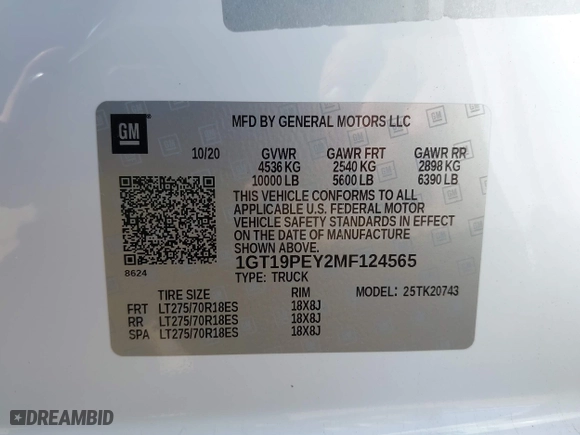 GM
MFD BY GENERAL MOTORS LLC
10/20 GVWR GAWR FRT GAWR RR
4536 KG 2540 KG 2898 KG
10000 LB 5600 LB 6390 LB
THIS VEHICLE CONFORMS TO ALL
APPLICABLE U.S. FEDERAL MOTOR
VEHICLE SAFETY STANDARDS IN EFFECT
ON THE DATE OF MANUFACTURE
SHOWN ABOVE.
8624
1GT19PEY2MF124565
TYPE: TRUCK
TIRE SIZE RIM MODEL: 25TK20743
FRT LT275/70R18ES 18X8J
RR LT275/70R18ES 18X8J
SPA LT275/70R18ES 18X8J
DREAMBID